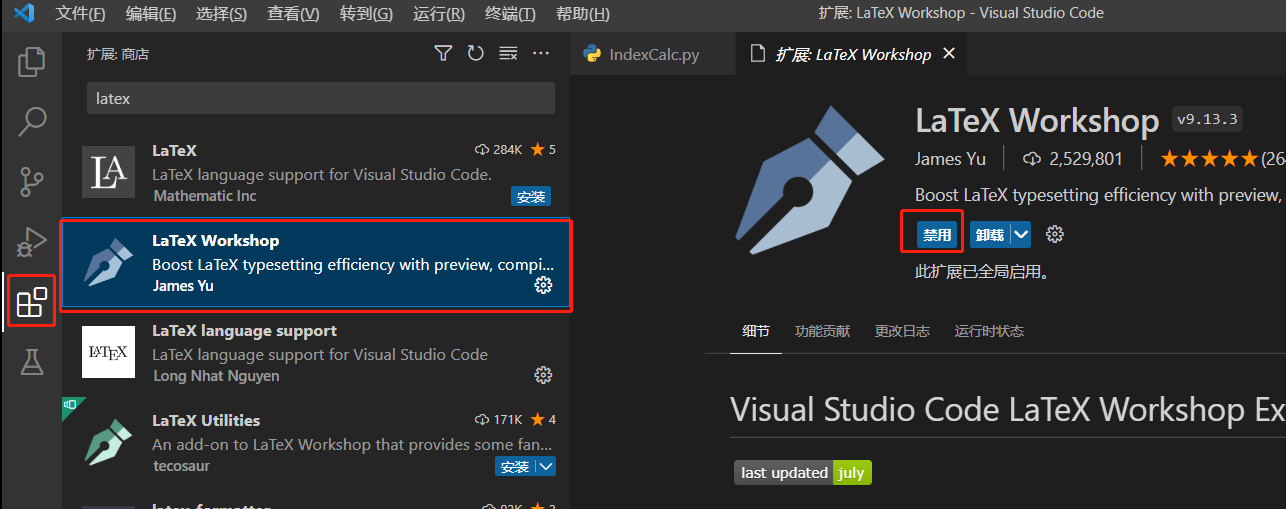 文件(F) 编辑(E) 选择(S) 查看(V) 转到(G) 运行(R) 终端(T) 帮助(H) 扩展: LaTeX Workshop - Visual Studio Code
扩展: 商店
IndexCalc.py
扩展: LaTeX Workshop
latex
LaTeX 284K 5
LaTeX language support for Visual Studio Code.
Mathematic Inc
安装
LaTeX Workshop
Boost LaTeX typesetting efficiency with preview, compi...
James Yu
LaTeX language support
LaTeX language support for Visual Studio Code
Long Nhat Nguyen
LaTeX Utilities 171K 4
An add-on to LaTeX Workshop that provides some fan...
tecosaur
安装
latex-formatter 93K
LaTeX Workshop v9.13.3
James Yu 2,529,801 (26
Boost LaTeX typesetting efficiency with preview,
禁用 卸载
此扩展已全局启用。
细节 功能贡献 更改日志 运行时状态
Visual Studio Code LaTeX Workshop Ex
last updated july